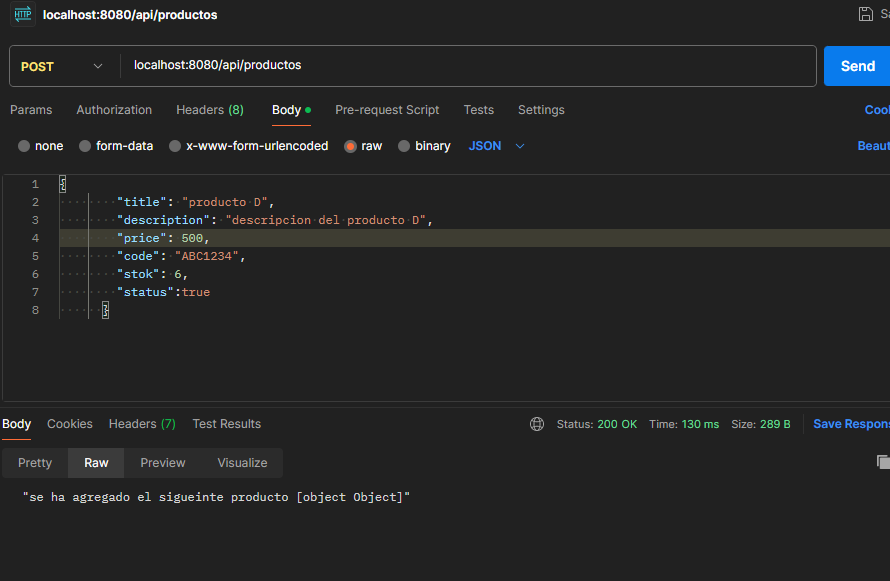 HTTP localhost:8080/api/productos
POST localhost:8080/api/productos Send
Params Authorization Headers (8) Body Pre-request Script Tests Settings
none form-data x-www-form-urlencoded raw binary JSON
1 {
2 "title": "producto D",
3 "description": "descripcion del producto D",
4 "price": 500,
5 "code": "ABC1234",
6 "stok": 6,
7 "status":true
8 }
Body Cookies Headers (7) Test Results Status: 200 OK Time: 130 ms Size: 289 B Save Respons
Pretty Raw Preview Visualize
"se ha agregado el sigueinte producto [object Object]"